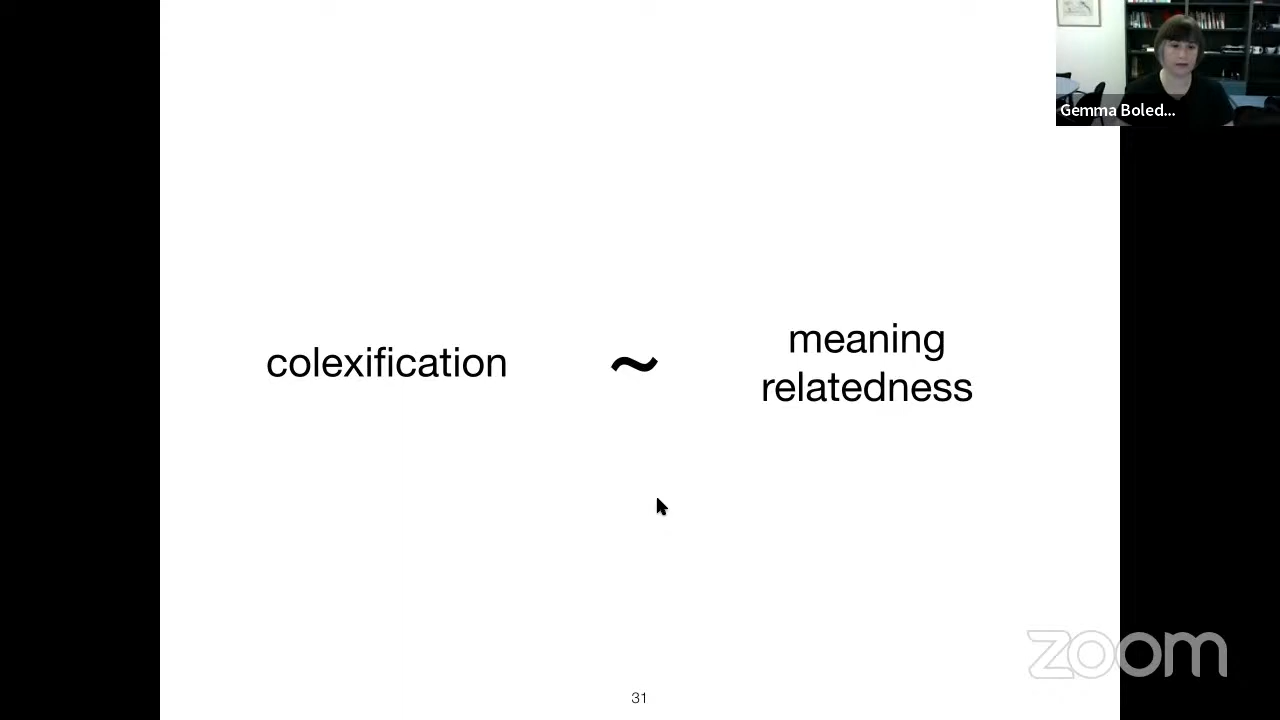 Gemma Boled...
colexification
~
meaning
relatedness
zoom
31